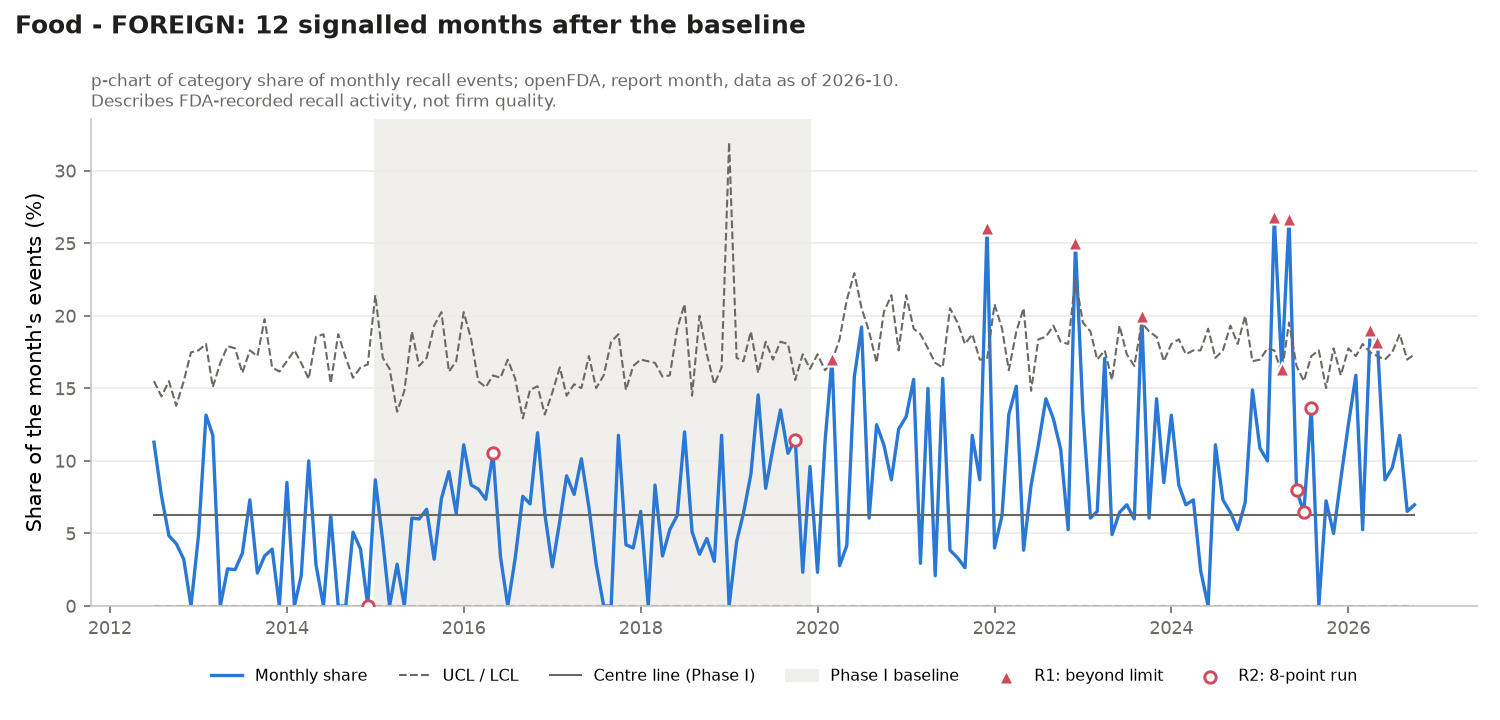 Food - FOREIGN: 12 signalled months after the baseline
p-chart of category share of monthly recall events; openFDA, report month, data as of 2026-10.
Describes FDA-recorded recall activity, not firm quality.
Share of the month's events (%)
30
25
20
15
10
5
0
2012 2014 2016 2018 2020 2022 2024 2026
Monthly share UCL / LCL Centre line (Phase I) Phase I baseline R1: beyond limit R2: 8-point run